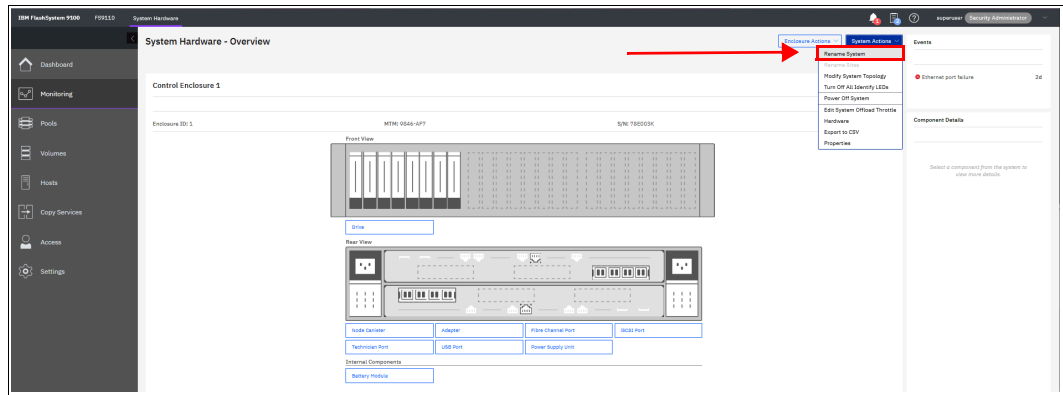 IBM FlashSystem 9100 FS9110 System Hardware
superuser Security Administrator
System Hardware - Overview
Enclosure Actions System Actions
Rename System
Rename Sites
Modify System Topology
Turn Off All Identify LEDs
Power Off System
Edit System Offload Throttle
Hardware
Export to CSV
Properties
Events
Ethernet port failure 2d
Component Details
Select a component from the system to
view more details.
Dashboard
Monitoring
Pools
Volumes
Hosts
Copy Services
Access
Settings
Control Enclosure 1
Enclosure ID: 1 MTM: 9846-AF7 S/N: 78E003K
Front View
Drive
Rear View
Node Canister Adapter Fibre Channel Port iSCSI Port
Technician Port USB Port Power Supply Unit
Internal Components
Battery Module